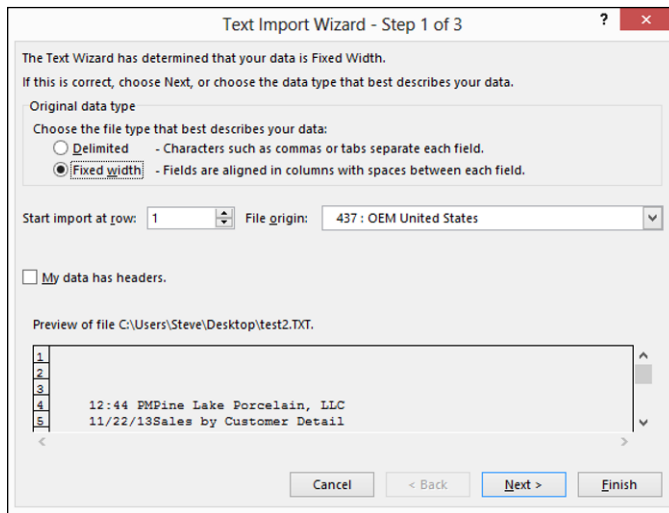 Text Import Wizard - Step 1 of 3
?
×
The Text Wizard has determined that your data is Fixed Width.
If this is correct, choose Next, or choose the data type that best describes your data.
Original data type
Choose the file type that best describes your data:
Delimited - Characters such as commas or tabs separate each field.
Fixed width - Fields are aligned in columns with spaces between each field.
Start import at row: 1 File origin: 437 : OEM United States
My data has headers.
Preview of file C:\Users\Steve\Desktop\test2.TXT.
1
2
3
4 12:44 PMPine Lake Porcelain, LLC
5 11/22/13Sales by Customer Detail
Cancel < Back Next > Finish